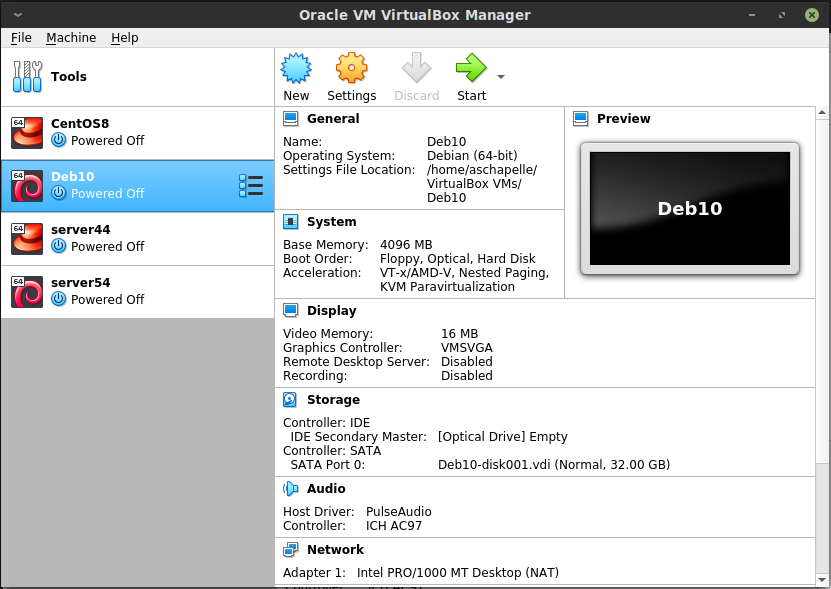 Oracle VM VirtualBox Manager
File Machine Help
Tools
New Settings Discard Start
64 CentOS8
Powered Off
64 Deb10
Powered Off
64 server44
Powered Off
64 server54
Powered Off
General
Name: Deb10
Operating System: Debian (64-bit)
Settings File Location: /home/aschapelle/
VirtualBox VMs/
Deb10
Preview
Deb10
System
Base Memory: 4096 MB
Boot Order: Floppy, Optical, Hard Disk
Acceleration: VT-x/AMD-V, Nested Paging,
KVM Paravirtualization
Display
Video Memory: 16 MB
Graphics Controller: VMSVGA
Remote Desktop Server: Disabled
Recording: Disabled
Storage
Controller: IDE
IDE Secondary Master: [Optical Drive] Empty
Controller: SATA
SATA Port 0: Deb10-disk001.vdi (Normal, 32.00 GB)
Audio
Host Driver: PulseAudio
Controller: ICH AC97
Network
Adapter 1: Intel PRO/1000 MT Desktop (NAT)